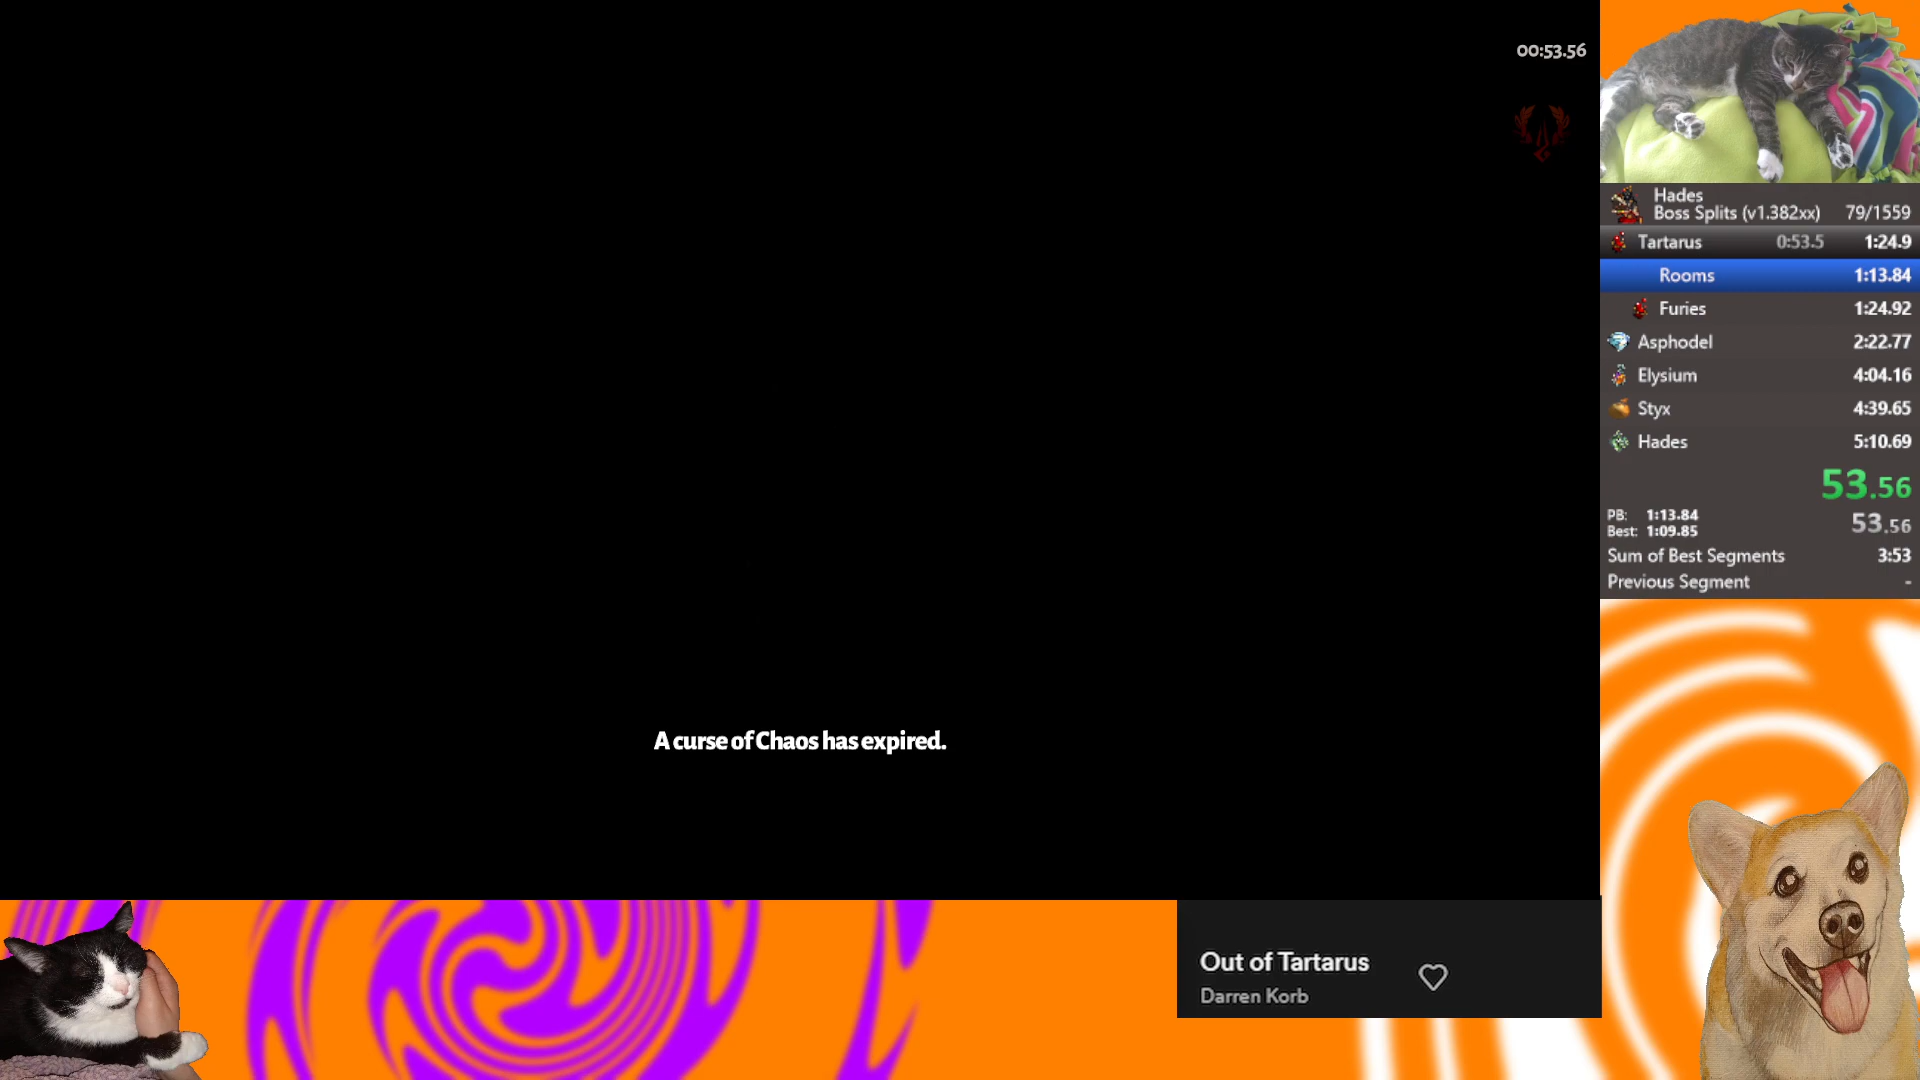 00:53.56
Hades
Boss Splits (v1.382xx) 79/1559
Tartarus 0:53.5 1:24.9
Rooms 1:13.84
Furies 1:24.92
Asphodel 2:22.77
Elysium 4:04.16
Styx 4:39.65
Hades 5:10.69
53.56
PB: 1:13.84
Best: 1:09.85
53.56
Sum of Best Segments 3:53
Previous Segment -
A curse of Chaos has expired.
Out of Tartarus
Darren Korb